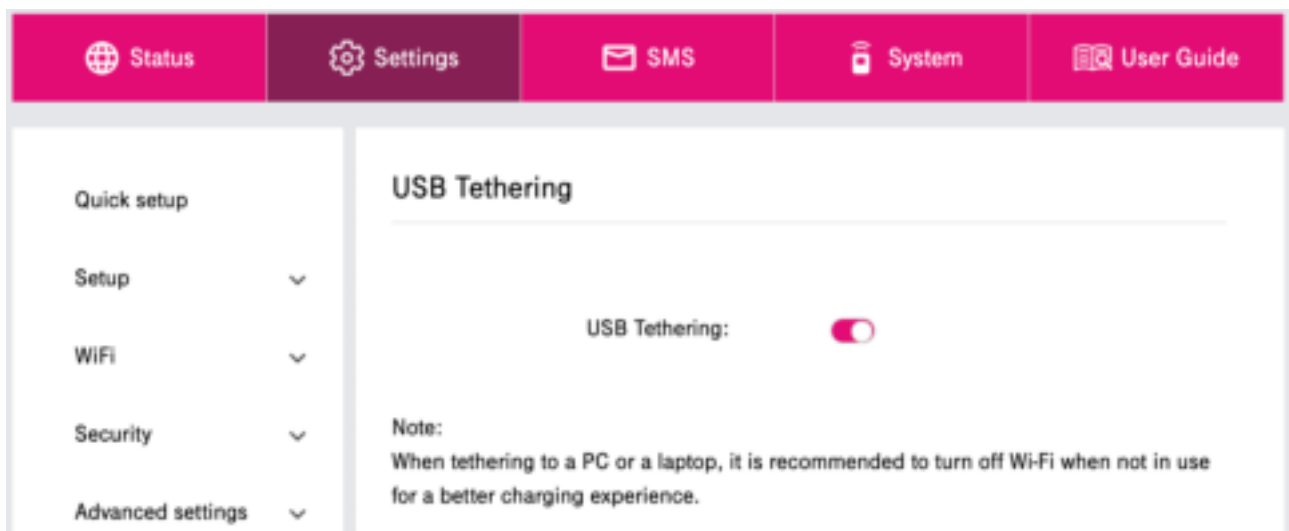 Status
Settings
SMS
System
User Guide
Quick setup
Setup
WiFi
Security
Advanced settings
USB Tethering
USB Tethering:
Note:
When tethering to a PC or a laptop, it is recommended to turn off Wi-Fi when not in use
for a better charging experience.